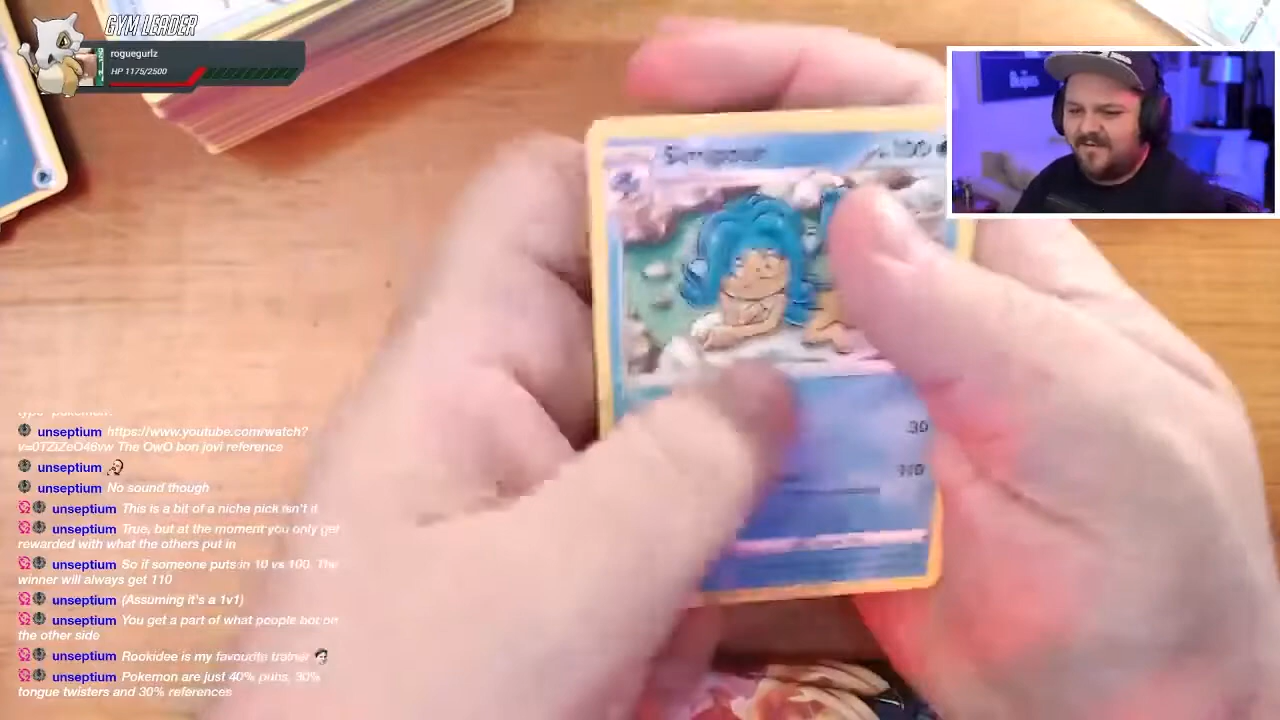 GYM LEADER
roguegurlz
HP 1175/2500
Simipour
100
30
110
type pokemon?
unseptium https://www.youtube.com/watch?
v=0TZlZeO46vw The OwO bon jovi reference
unseptium
unseptium No sound though
unseptium This is a bit of a niche pick isn't it
unseptium True, but at the moment you only get
rewarded with what the others put in
unseptium So if someone puts in 10 vs 100. The
winner will always get 110
unseptium (Assuming it's a 1v1)
unseptium You get a part of what people bet on
the other side
unseptium Rookidee is my favourite trainer
unseptium Pokemon are just 40% puns, 30%
tongue twisters and 30% references